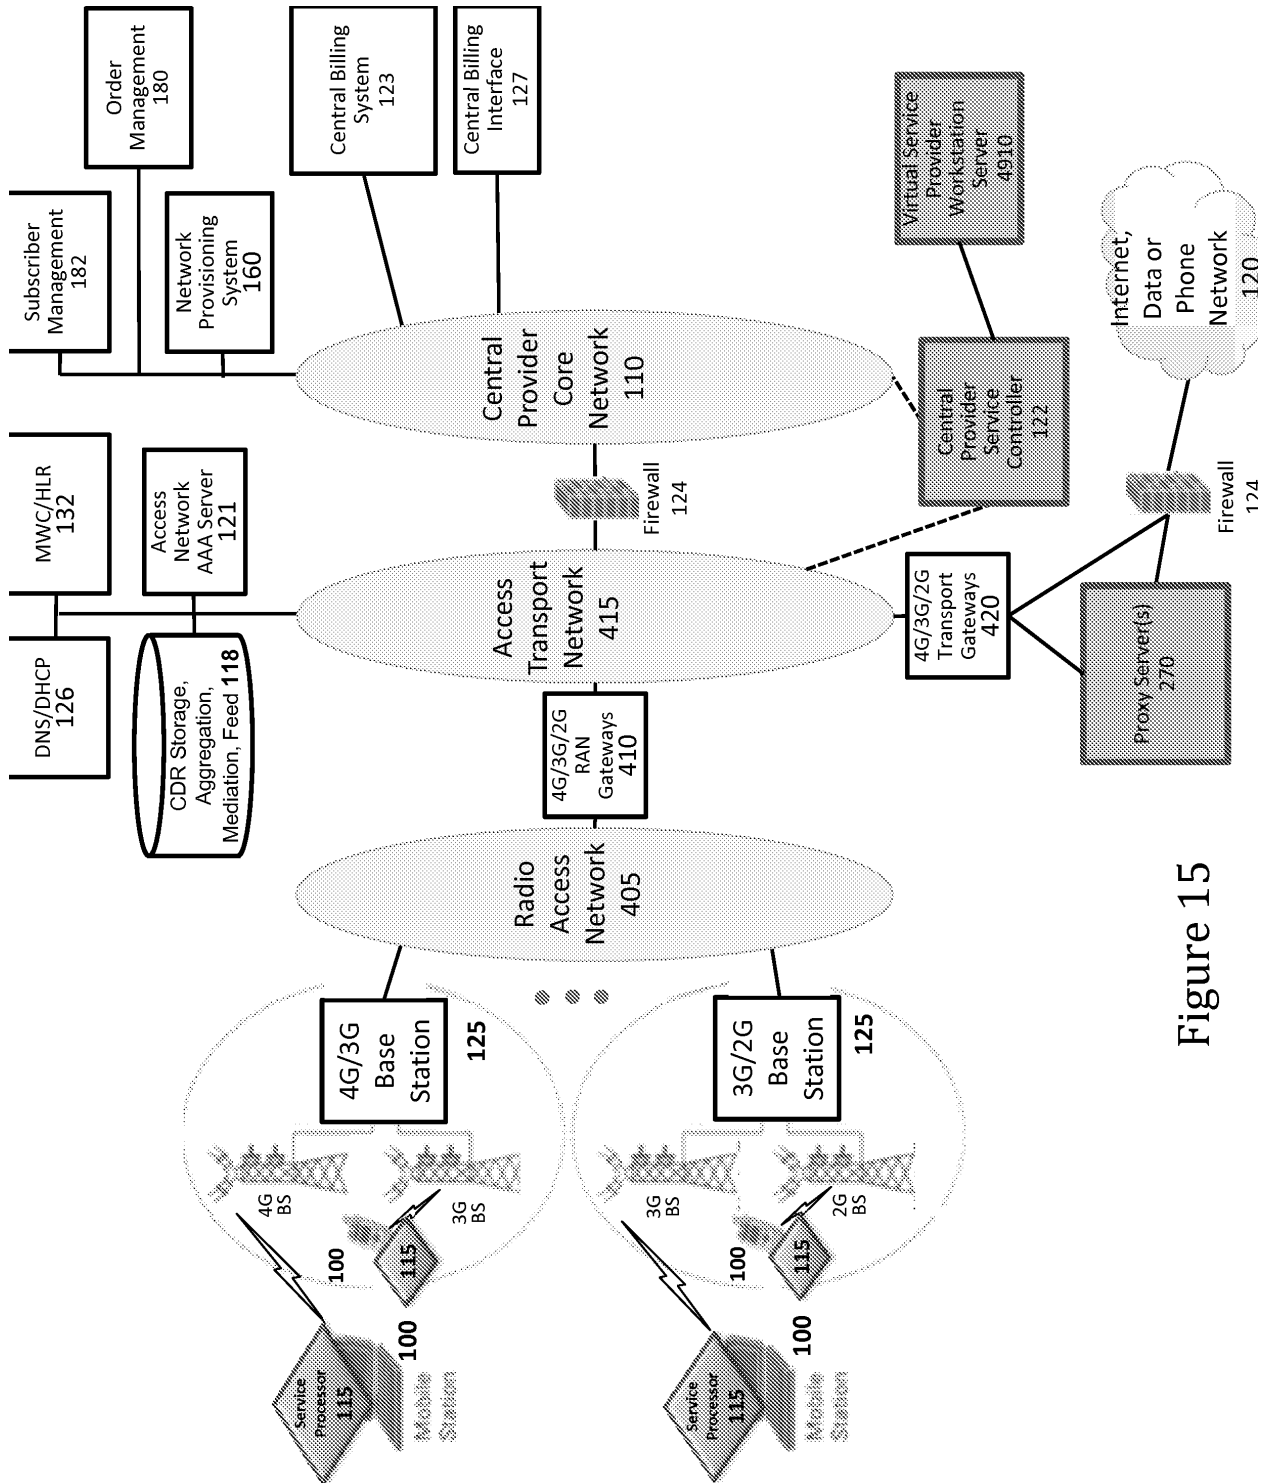 Subscriber
Management
182
Order
Management
180
Network
Provisioning
System
160
Central Billing
System
123
Central Billing
Interface
127
DNS/DHCP
126
MWC/HLR
132
CDR Storage,
Aggregation,
Mediation, Feed 118
Access
Network
AAA Server
121
Service
Processor
115
Mobile
Station
100
100
115
4G
BS
3G
BS
4G/3G
Base
Station
125
Service
Processor
115
Mobile
Station
100
100
115
3G
BS
2G
BS
3G/2G
Base
Station
125
Radio
Access
Network
405
4G/3G/2G
RAN
Gateways
410
Access
Transport
Network
415
Firewall
124
Central
Provider
Core
Network
110
Central
Provider
Service
Controller
122
Virtual Service
Provider
Workstation
Server
4910
4G/3G/2G
Transport
Gateways
420
Proxy Server(s)
270
Firewall
124
Internet,
Data or
Phone
Network
120
Figure 15